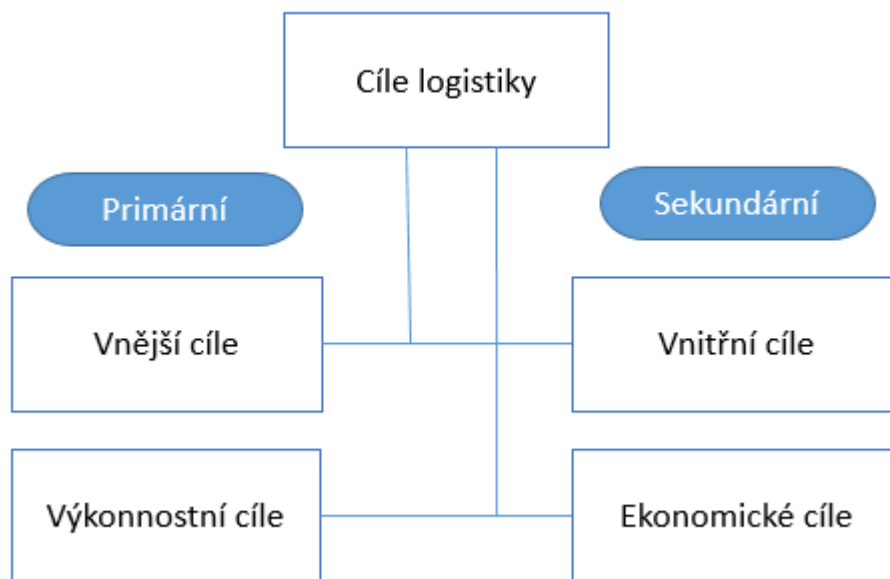 Cíle logistiky
Primární
Sekundární
Vnější cíle
Vnitřní cíle
Výkonnostní cíle
Ekonomické cíle